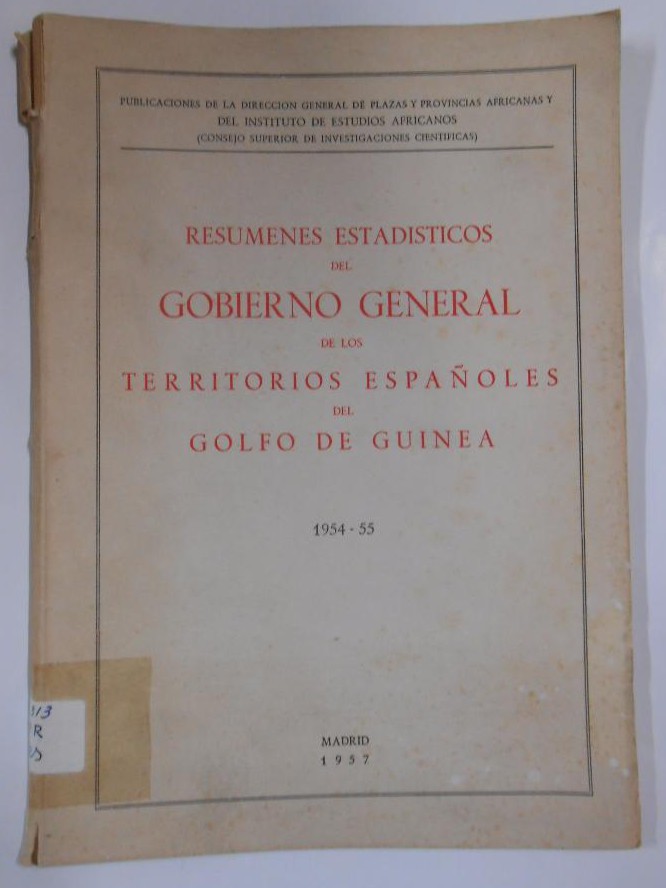 PUBLICACIONES DE LA DIRECCION GENERAL DE PLAZAS Y PROVINCIAS AFRICANAS Y
DEL INSTITUTO DE ESTUDIOS AFRICANOS
(CONSEJO SUPERIOR DE INVESTIGACIONES CIENTIFICAS)
RESUMENES ESTADISTICOS
DEL
GOBIERNO GENERAL
DE LOS
TERRITORIOS ESPAÑOLES
DEL
GOLFO DE GUINEA
1954 - 55
MADRID
1957